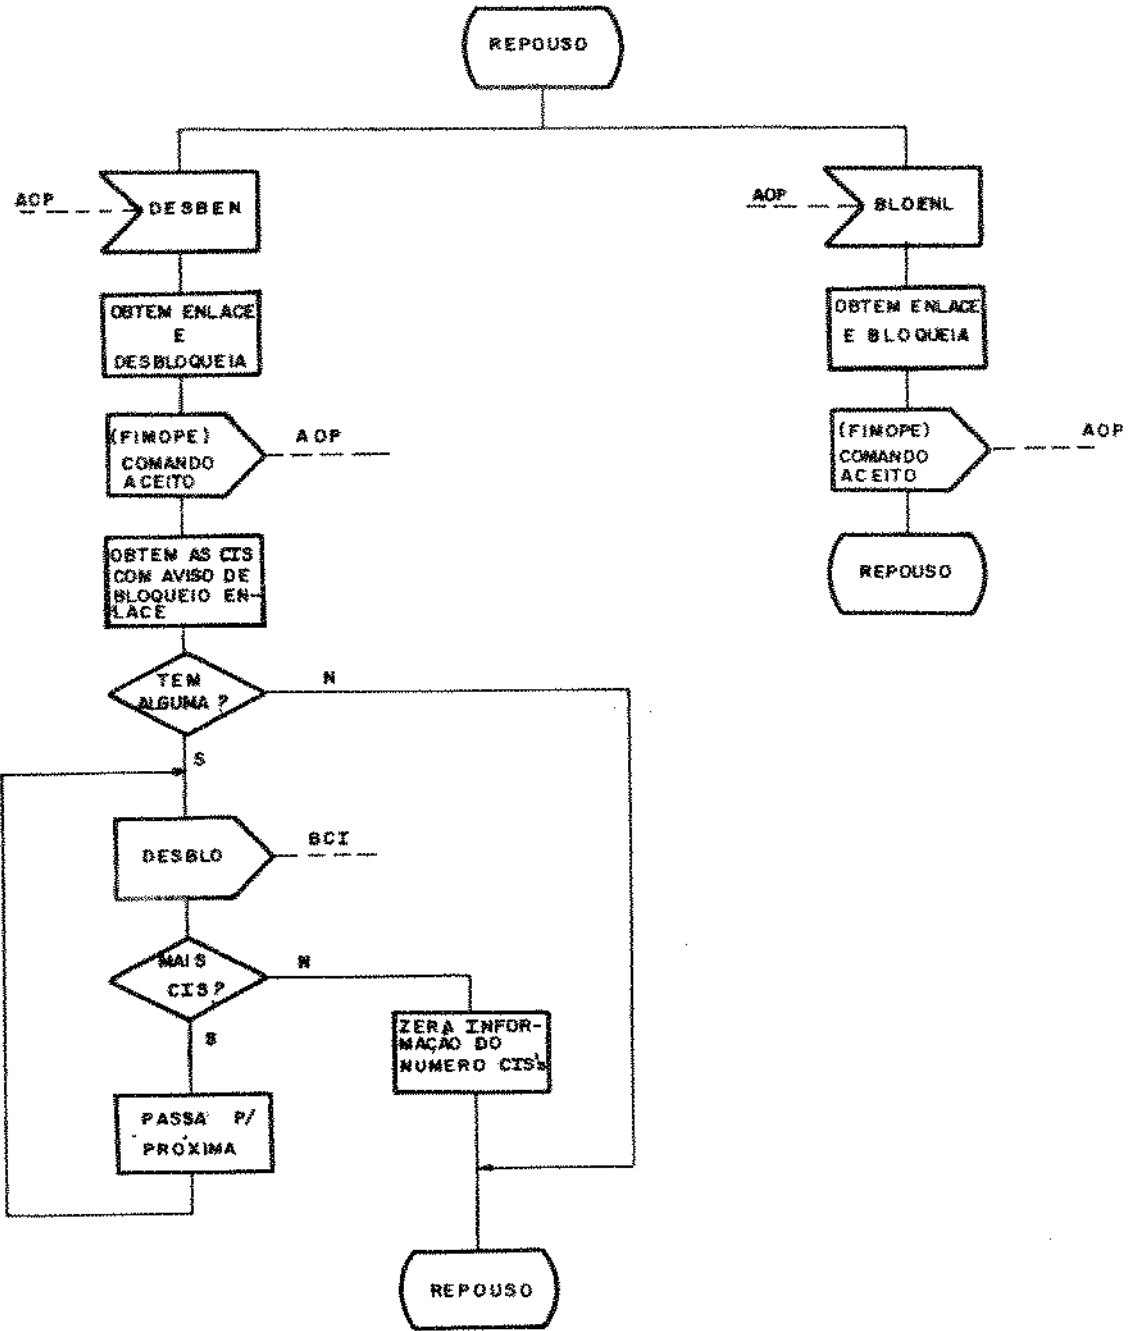 REPOUSO
AOP
DESBEN
AOP
BLOENL
OBTEM ENLACE
E
DESBLOQUEIA
OBTEM ENLACE
E BLOQUEIA
(FIMOPE)
COMANDO
ACEITO
AOP
(FIMOPE)
COMANDO
ACEITO
AOP
OBTEM AS CIS
COM AVISO DE
BLOQUEIO EN-
LACE
REPOUSO
TEM
ALGUMA?
N
S
DESBLO
BCI
MAIS
CIS?
N
S
ZERA INFOR-
MAÇÃO DO
NUMERO CIS's
PASSA P/
PRÓXIMA
REPOUSO